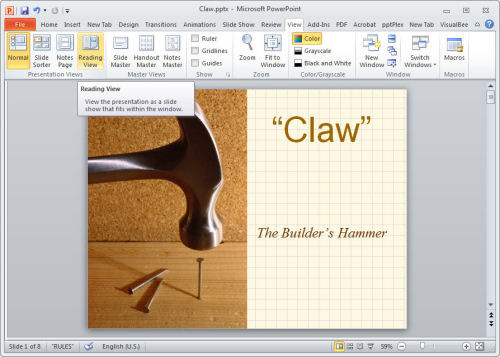 Claw.pptx - Microsoft PowerPoint
File Home Insert New Tab Design Transitions Animations Slide Show Review View Add-Ins PDF Acrobat pptPlex New Tab VisualBee
Normal Slide Sorter Notes Page Reading View
Slide Master Handout Master Notes Master
Ruler
Gridlines
Guides
Zoom Fit to Window
Color
Grayscale
Black and White
New Window
Switch Windows
Macros
Presentation Views Master Views Show Zoom Color/Grayscale Window Macros
Reading View
View the presentation as a slide
show that fits within the window.
“Claw”
The Builder’s Hammer
Slide 1 of 8 "RULES" English (U.S.) 59%